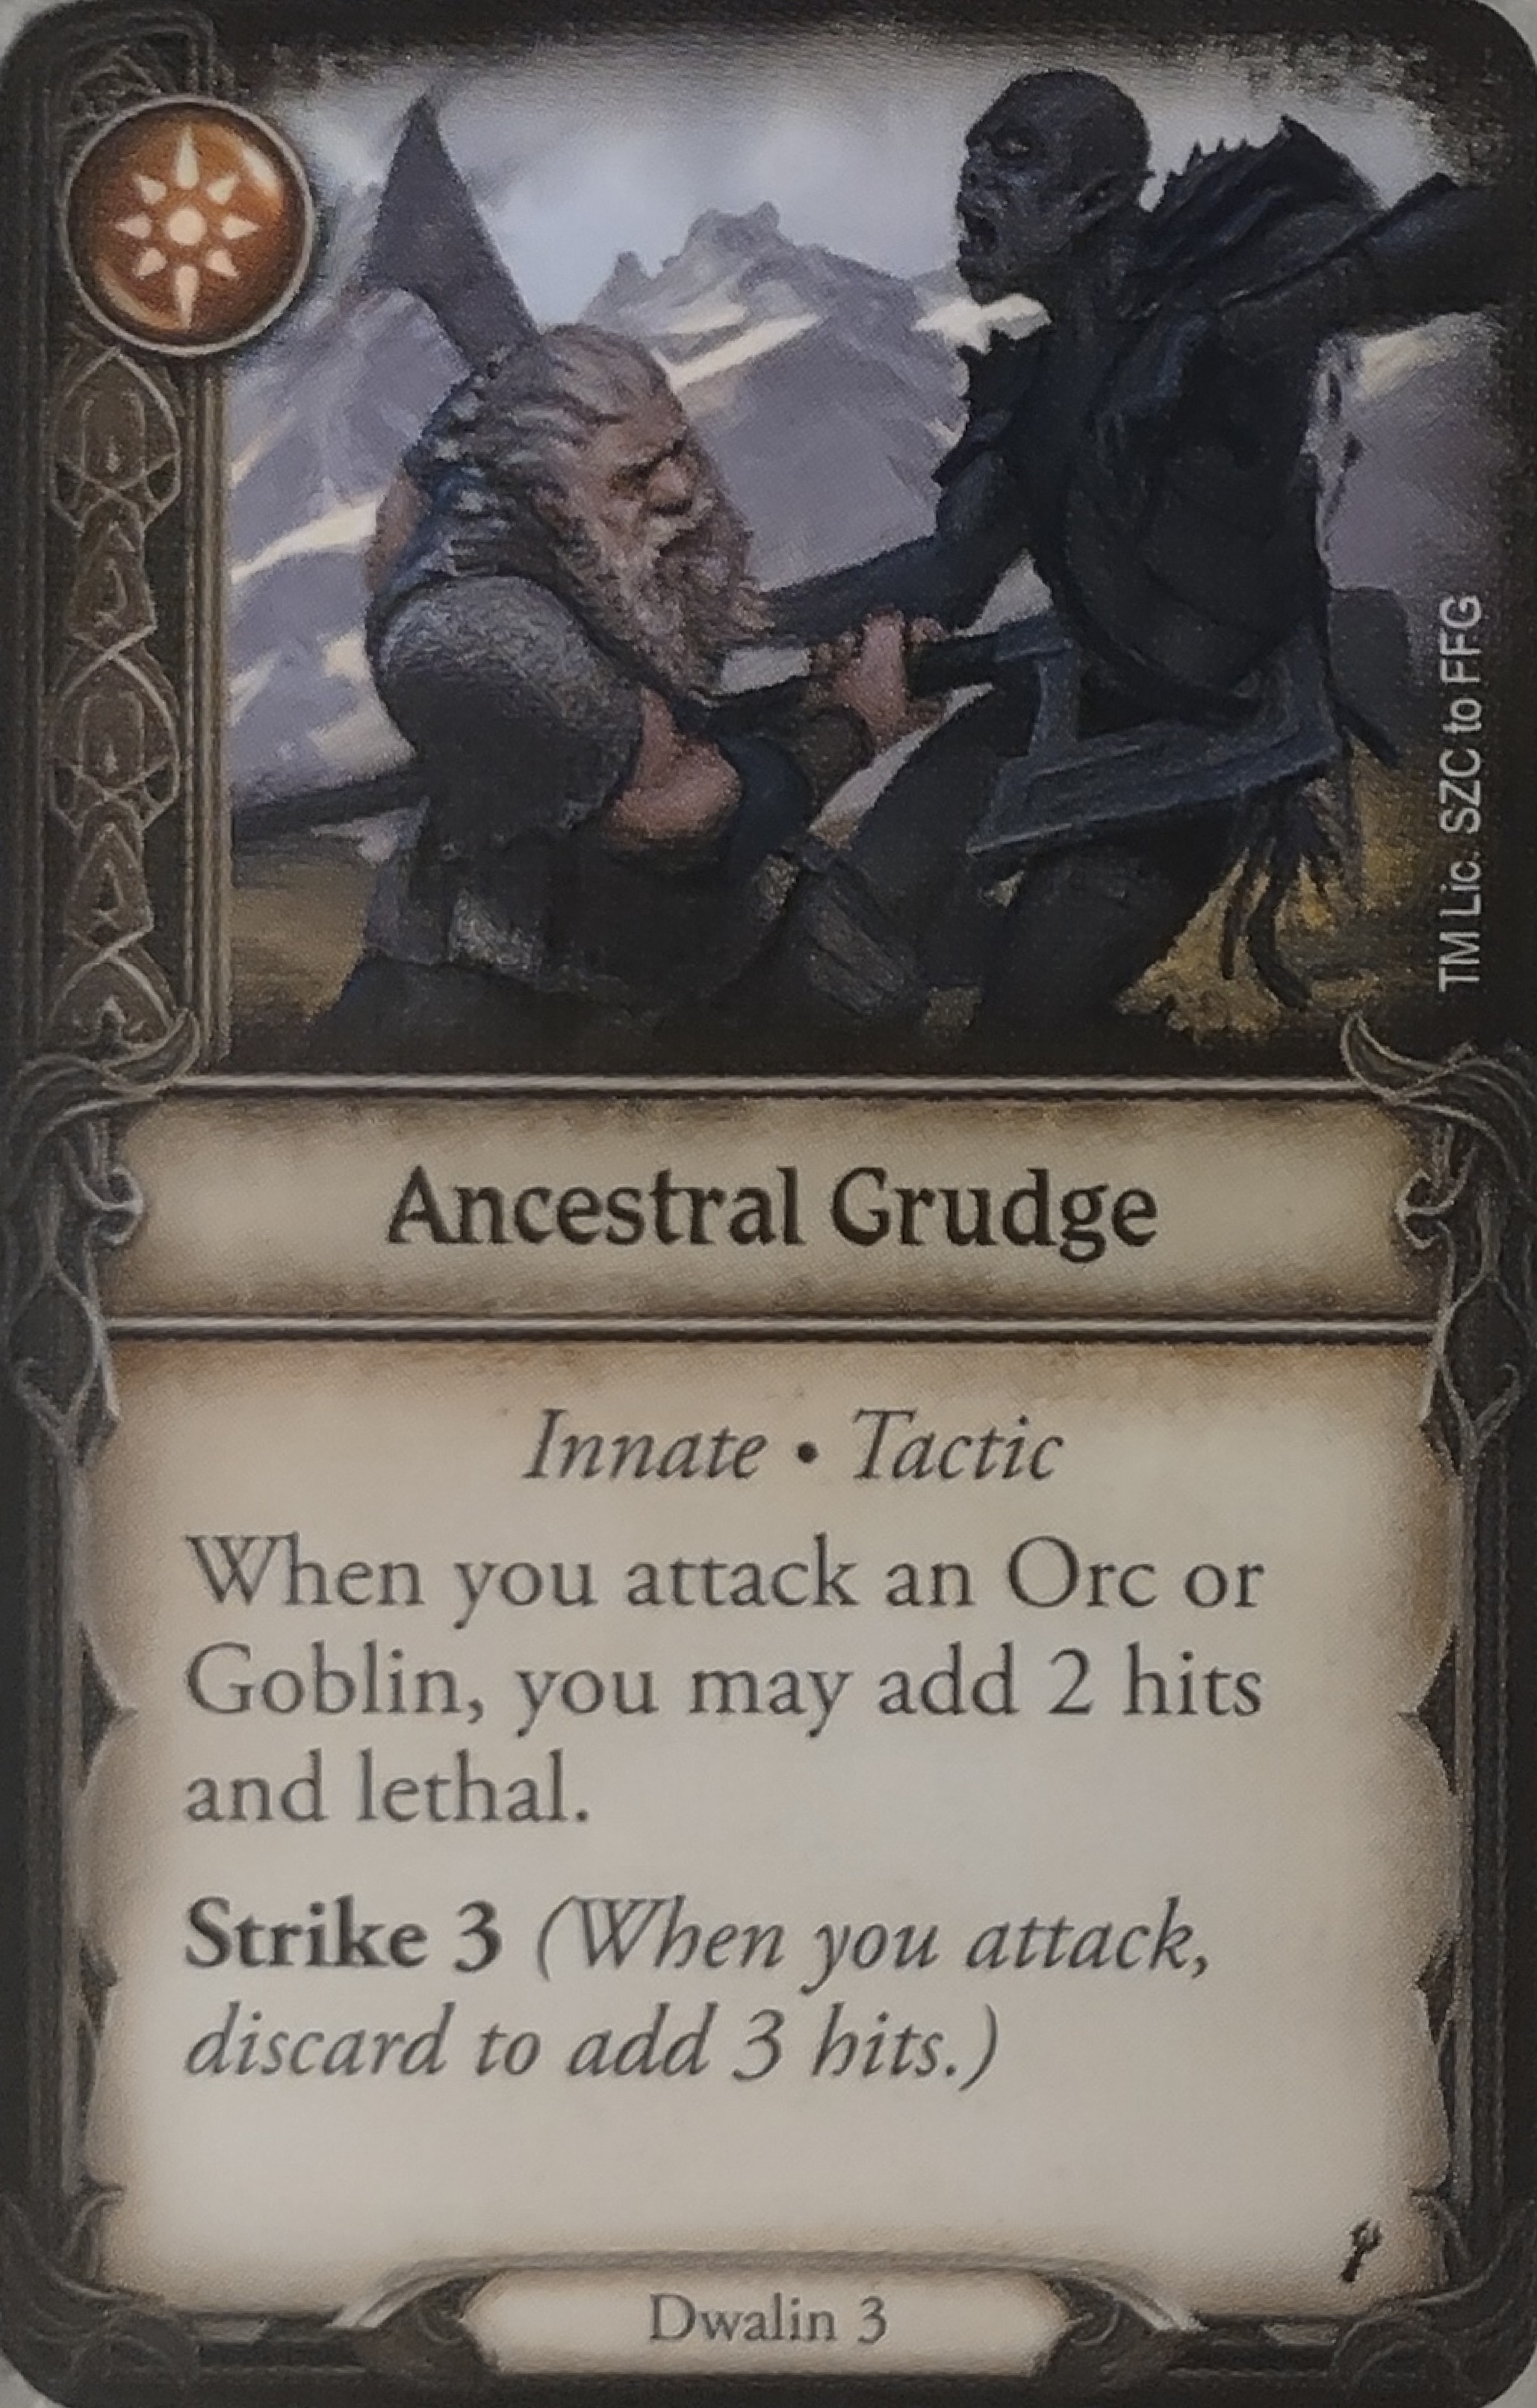 TM Lic. SZC to FFG
Ancestral Grudge
Innate • Tactic
When you attack an Orc or
Goblin, you may add 2 hits
and lethal.
Strike 3 (When you attack,
discard to add 3 hits.)
Dwalin 3